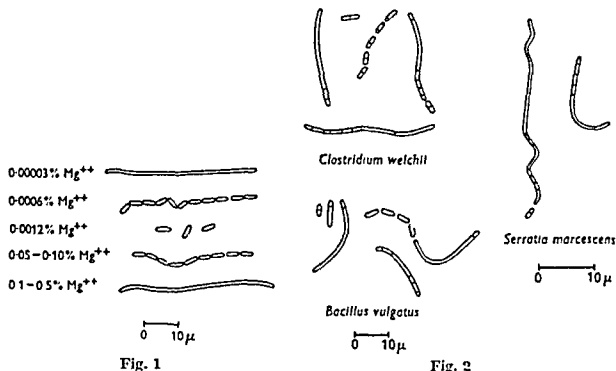 0·00003% Mg++
0·0006% Mg++
0·0012% Mg++
0·05–0·10% Mg++
0·1–0·5% Mg++
0 10μ
Fig. 1
Clostridium welchii
Bacillus vulgatus
0 10μ
Serratia marcescens
0 10μ
Fig. 2